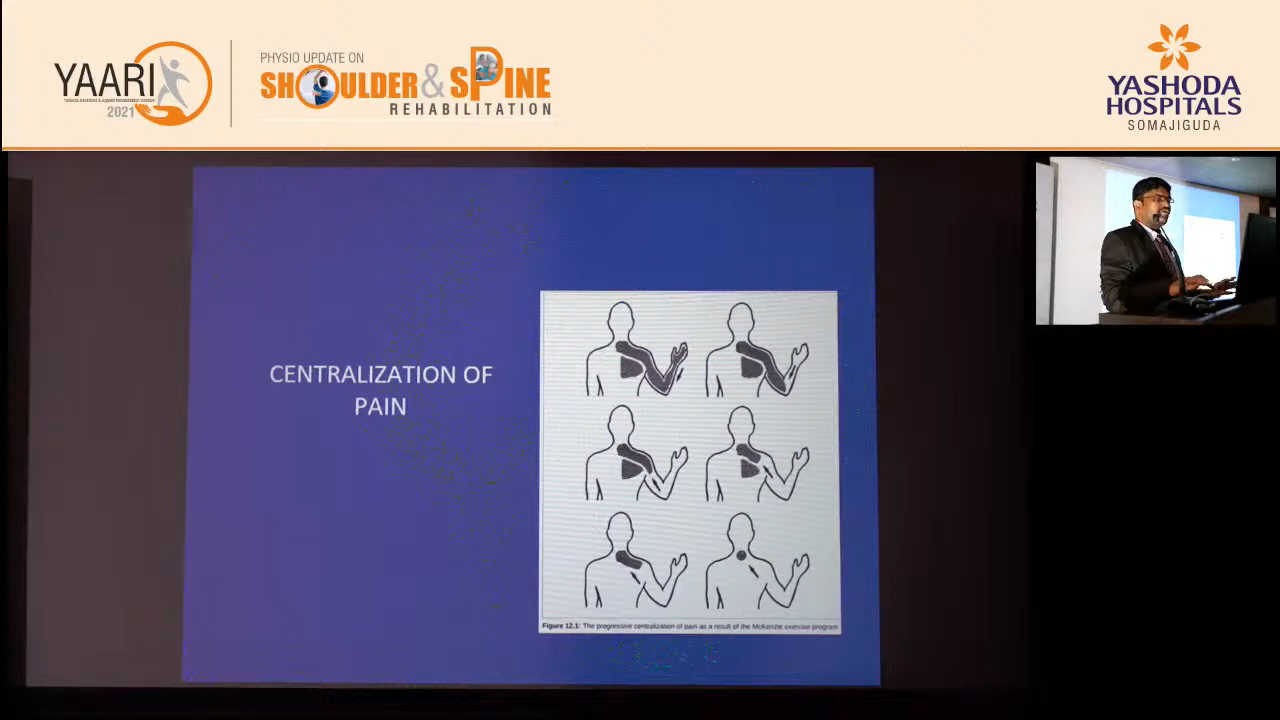 YAARI
2021
PHYSIO UPDATE ON
SHOULDER & SPINE
REHABILITATION
YASHODA
HOSPITALS
SOMAJIGUDA
CENTRALIZATION OF
PAIN
Figure 12.1: The progressive centralization of pain as a result of the McKenzie exercise program